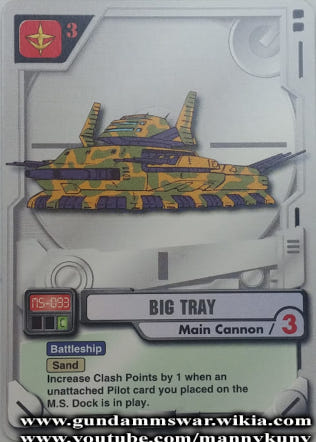 3
BIG TRAY
MS-093
Main Cannon / 3
C
Battleship
Sand
Increase Clash Points by 1 when an
unattached Pilot card you placed on the
M.S. Dock is in play.
www.gundammswar.wikia.com
www.youtube.com/mannykuny